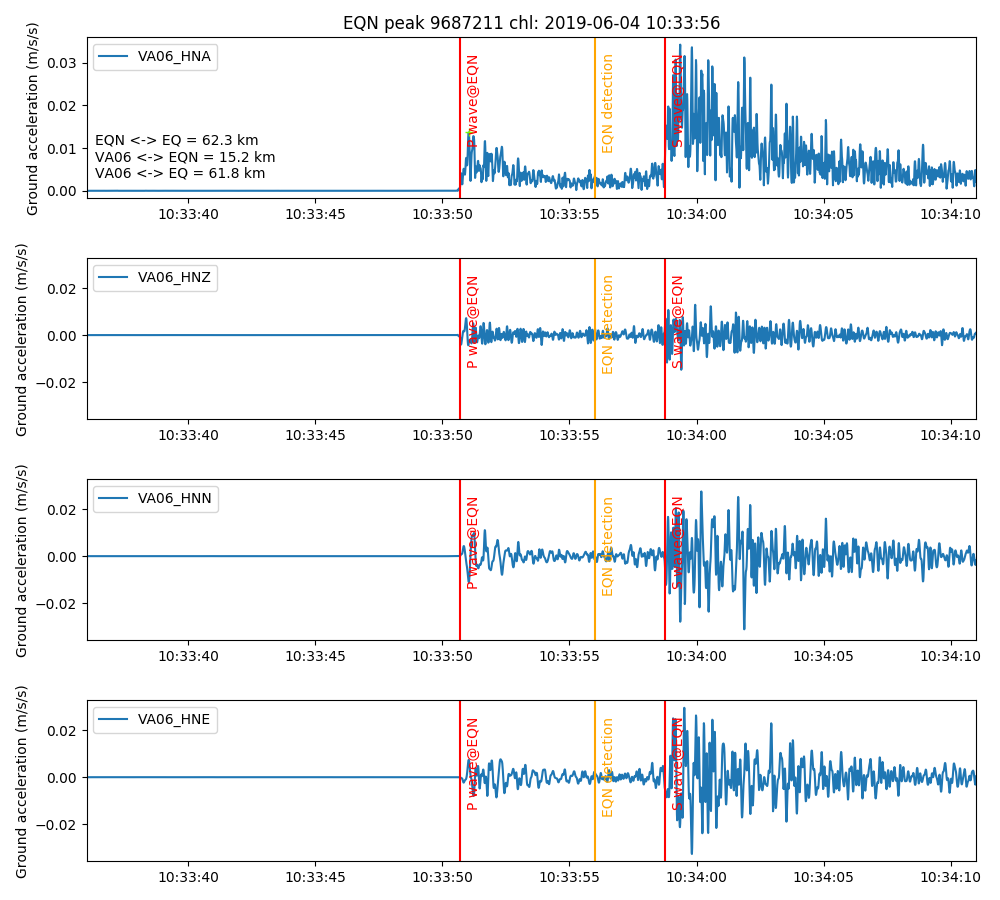 EQN peak 9687211 chl: 2019-06-04 10:33:56
Ground acceleration (m/s/s)
0.03
0.02
0.01
0.00
VA06_HNA
EQN <-> EQ = 62.3 km
VA06 <-> EQN = 15.2 km
VA06 <-> EQ = 61.8 km
P wave@EQN
EQN detection
S wave@EQN
10:33:40 10:33:45 10:33:50 10:33:55 10:34:00 10:34:05 10:34:10
Ground acceleration (m/s/s)
0.02
0.00
−0.02
VA06_HNZ
P wave@EQN
EQN detection
S wave@EQN
10:33:40 10:33:45 10:33:50 10:33:55 10:34:00 10:34:05 10:34:10
Ground acceleration (m/s/s)
0.02
0.00
−0.02
VA06_HNN
P wave@EQN
EQN detection
S wave@EQN
10:33:40 10:33:45 10:33:50 10:33:55 10:34:00 10:34:05 10:34:10
Ground acceleration (m/s/s)
0.02
0.00
−0.02
VA06_HNE
P wave@EQN
EQN detection
S wave@EQN
10:33:40 10:33:45 10:33:50 10:33:55 10:34:00 10:34:05 10:34:10